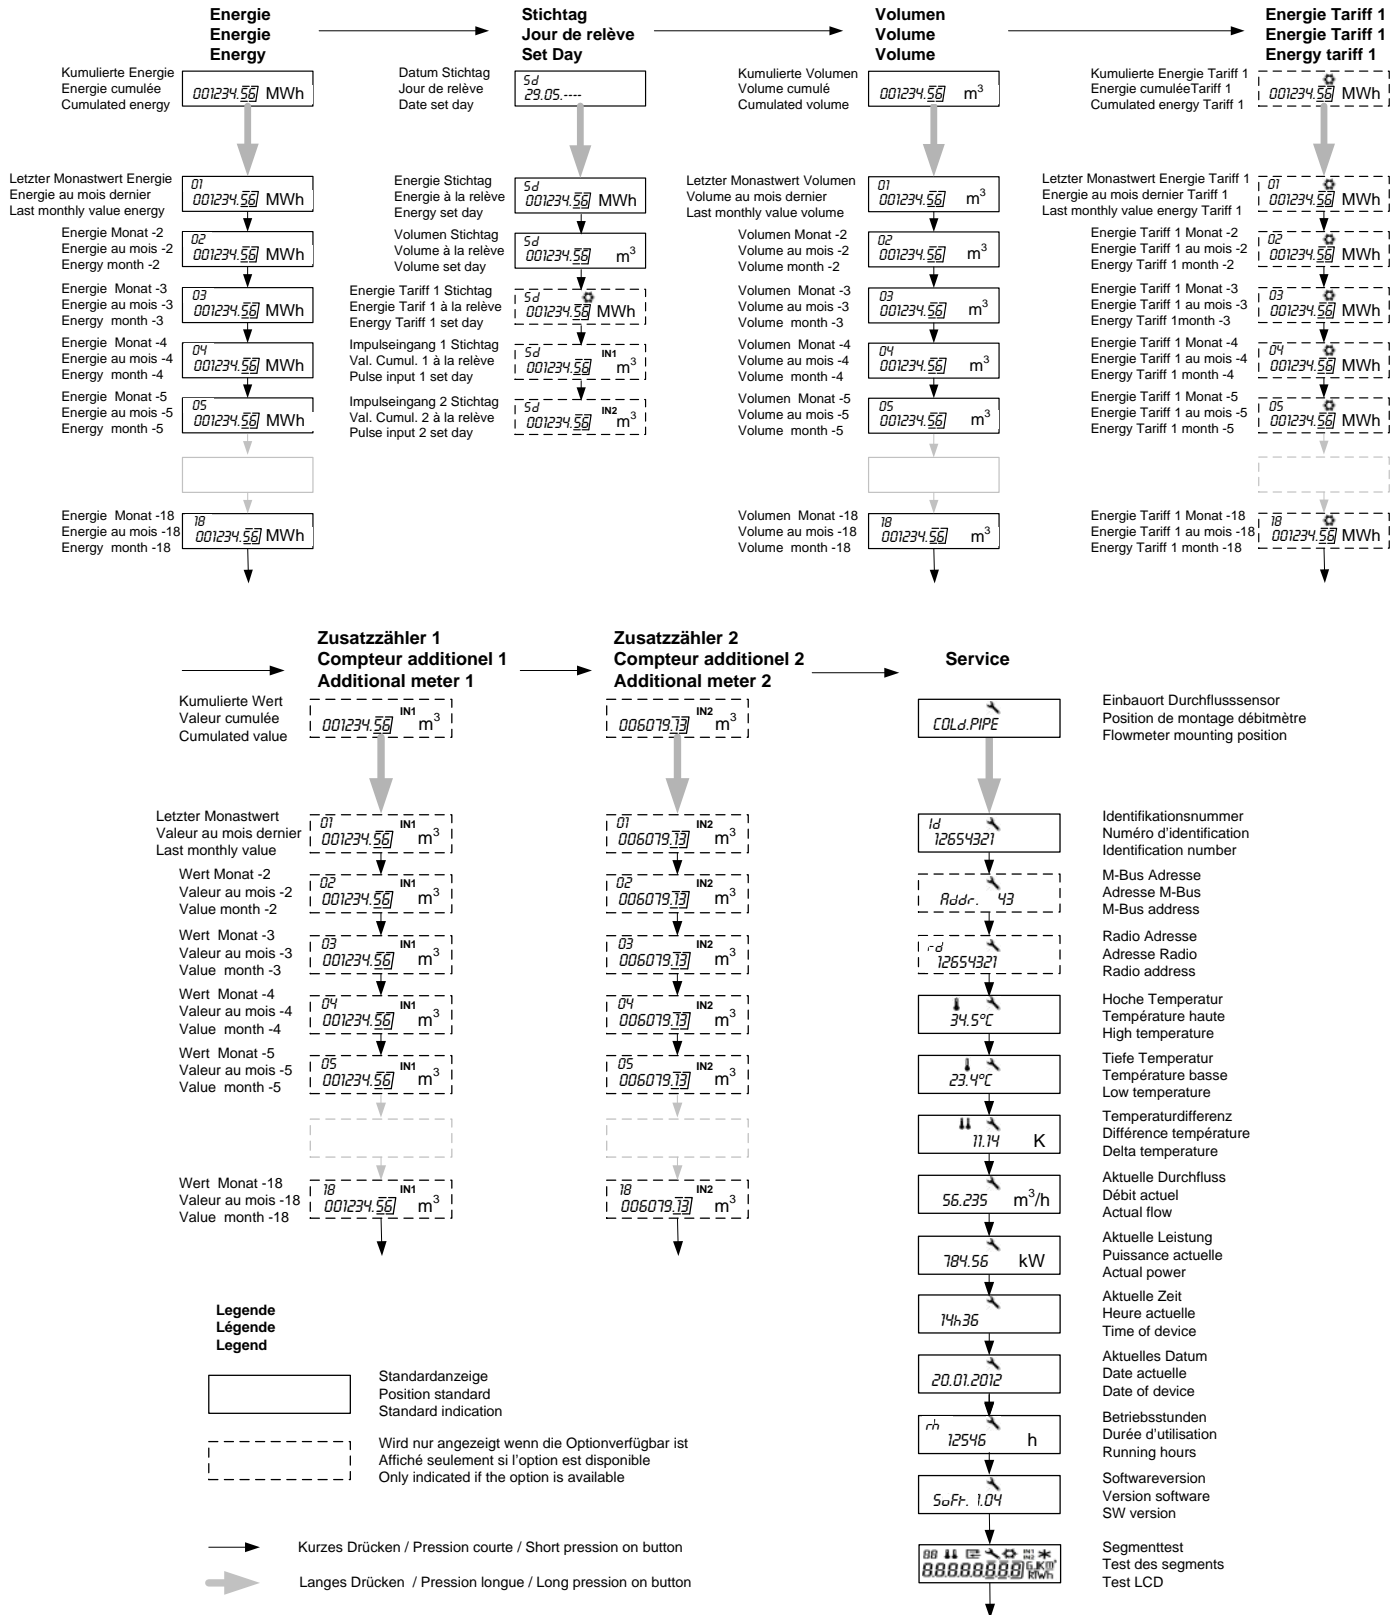 Energie
Energie
Energy
Kumulierte Energie
Energie cumulée
Cumulated energy
001234.56 MWh
Letzter Monastwert Energie
Energie au mois dernier
Last monthly value energy
01
001234.56 MWh
Energie Monat -2
Energie au mois -2
Energy month -2
02
001234.56 MWh
Energie Monat -3
Energie au mois -3
Energy month -3
03
001234.56 MWh
Energie Monat -4
Energie au mois -4
Energy month -4
04
001234.56 MWh
Energie Monat -5
Energie au mois -5
Energy month -5
05
001234.56 MWh
Energie Monat -18
Energie au mois -18
Energy month -18
18
001234.56 MWh
Stichtag
Jour de relève
Set Day
Datum Stichtag
Jour de relève
Date set day
Sd
29.05.----
Energie Stichtag
Energie à la relève
Energy set day
Sd
001234.56 MWh
Volumen Stichtag
Volume à la relève
Volume set day
Sd
001234.56 m³
Energie Tariff 1 Stichtag
Energie Tarif 1 à la relève
Energy Tariff 1 set day
Sd
001234.56 MWh
Impulseingang 1 Stichtag
Val. Cumul. 1 à la relève
Pulse input 1 set day
Sd IN1
001234.56 m³
Impulseingang 2 Stichtag
Val. Cumul. 2 à la relève
Pulse input 2 set day
Sd IN2
001234.56 m³
Volumen
Volume
Volume
Kumulierte Volumen
Volume cumulé
Cumulated volume
001234.56 m³
Letzter Monastwert Volumen
Volume au mois dernier
Last monthly value volume
01
001234.56 m³
Volumen Monat -2
Volume au mois -2
Volume month -2
02
001234.56 m³
Volumen Monat -3
Volume au mois -3
Volume month -3
03
001234.56 m³
Volumen Monat -4
Volume au mois -4
Volume month -4
04
001234.56 m³
Volumen Monat -5
Volume au mois -5
Volume month -5
05
001234.56 m³
Volumen Monat -18
Volume au mois -18
Volume month -18
18
001234.56 m³
Energie Tariff 1
Energie Tariff 1
Energy tariff 1
Kumulierte Energie Tariff 1
Energie cumuléeTariff 1
Cumulated energy Tariff 1
001234.56 MWh
Letzter Monastwert Energie Tariff 1
Energie au mois dernier Tariff 1
Last monthly value energy Tariff 1
01
001234.56 MWh
Energie Tariff 1 Monat -2
Energie Tariff 1 au mois -2
Energy Tariff 1 month -2
02
001234.56 MWh
Energie Tariff 1 Monat -3
Energie Tariff 1 au mois -3
Energy Tariff 1month -3
03
001234.56 MWh
Energie Tariff 1 Monat -4
Energie Tariff 1 au mois -4
Energy Tariff 1 month -4
04
001234.56 MWh
Energie Tariff 1 Monat -5
Energie Tariff 1 au mois -5
Energy Tariff 1 month -5
05
001234.56 MWh
Energie Tariff 1 Monat -18
Energie Tariff 1 au mois -18
Energy Tariff 1 month -18
18
001234.56 MWh
Zusatzzähler 1
Compteur additionel 1
Additional meter 1
Kumulierte Wert
Valeur cumulée
Cumulated value
IN1
001234.56 m³
Letzter Monastwert
Valeur au mois dernier
Last monthly value
01 IN1
001234.56 m³
Wert Monat -2
Valeur au mois -2
Value month -2
02 IN1
001234.56 m³
Wert Monat -3
Valeur au mois -3
Value month -3
03 IN1
001234.56 m³
Wert Monat -4
Valeur au mois -4
Value month -4
04 IN1
001234.56 m³
Wert Monat -5
Valeur au mois -5
Value month -5
05 IN1
001234.56 m³
Wert Monat -18
Valeur au mois -18
Value month -18
18 IN1
001234.56 m³
Zusatzzähler 2
Compteur additionel 2
Additional meter 2
IN2
006079.73 m³
01 IN2
006079.73 m³
02 IN2
006079.73 m³
03 IN2
006079.73 m³
04 IN2
006079.73 m³
05 IN2
006079.73 m³
18 IN2
006079.73 m³
Service
COLd.PIPE
Einbauort Durchflusssensor
Position de montage débitmètre
Flowmeter mounting position
Id
12654321
Identifikationsnummer
Numéro d'identification
Identification number
Addr. 43
M-Bus Adresse
Adresse M-Bus
M-Bus address
rd
12654321
Radio Adresse
Adresse Radio
Radio address
34.5°C
Hoche Temperatur
Température haute
High temperature
23.4°C
Tiefe Temperatur
Température basse
Low temperature
11.14 K
Temperaturdifferenz
Différence température
Delta temperature
56.235 m³/h
Aktuelle Durchfluss
Débit actuel
Actual flow
784.56 kW
Aktuelle Leistung
Puissance actuelle
Actual power
14h36
Aktuelle Zeit
Heure actuelle
Time of device
20.01.2012
Aktuelles Datum
Date actuelle
Date of device
rh
12546 h
Betriebsstunden
Durée d'utilisation
Running hours
SoFt. 1.04
Softwareversion
Version software
SW version
88 IN1 IN2
8.8.8.8.8.8.8.8
Segmenttest
Test des segments
Test LCD
Legende
Légende
Legend
Standardanzeige
Position standard
Standard indication
Wird nur angezeigt wenn die Optionverfügbar ist
Affiché seulement si l'option est disponible
Only indicated if the option is available
Kurzes Drücken / Pression courte / Short pression on button
Langes Drücken / Pression longue / Long pression on button